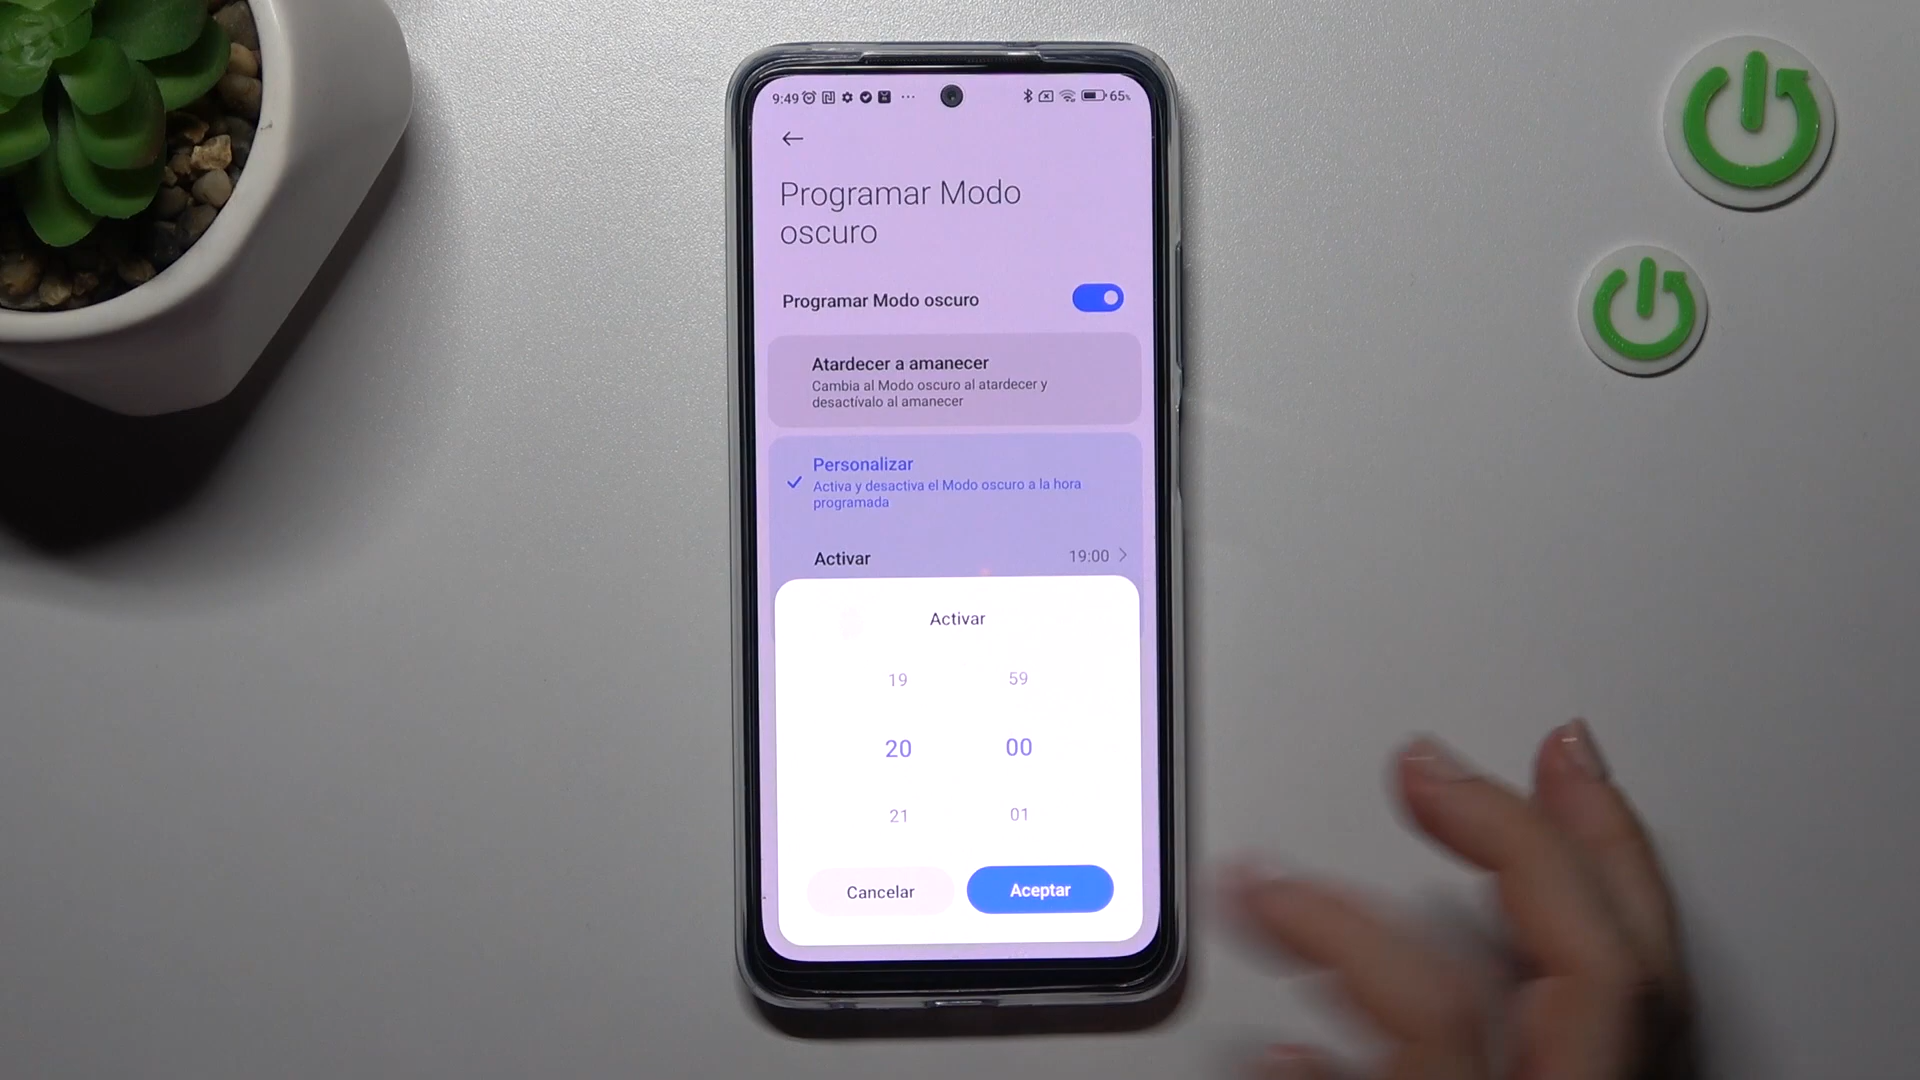 9:49 ··· 65%
Programar Modo
oscuro
Programar Modo oscuro
Atardecer a amanecer
Cambia al Modo oscuro al atardecer y
desactívalo al amanecer
Personalizar
Activa y desactiva el Modo oscuro a la hora
programada
Activar 19:00
Activar
19 59
20 00
21 01
Cancelar Aceptar